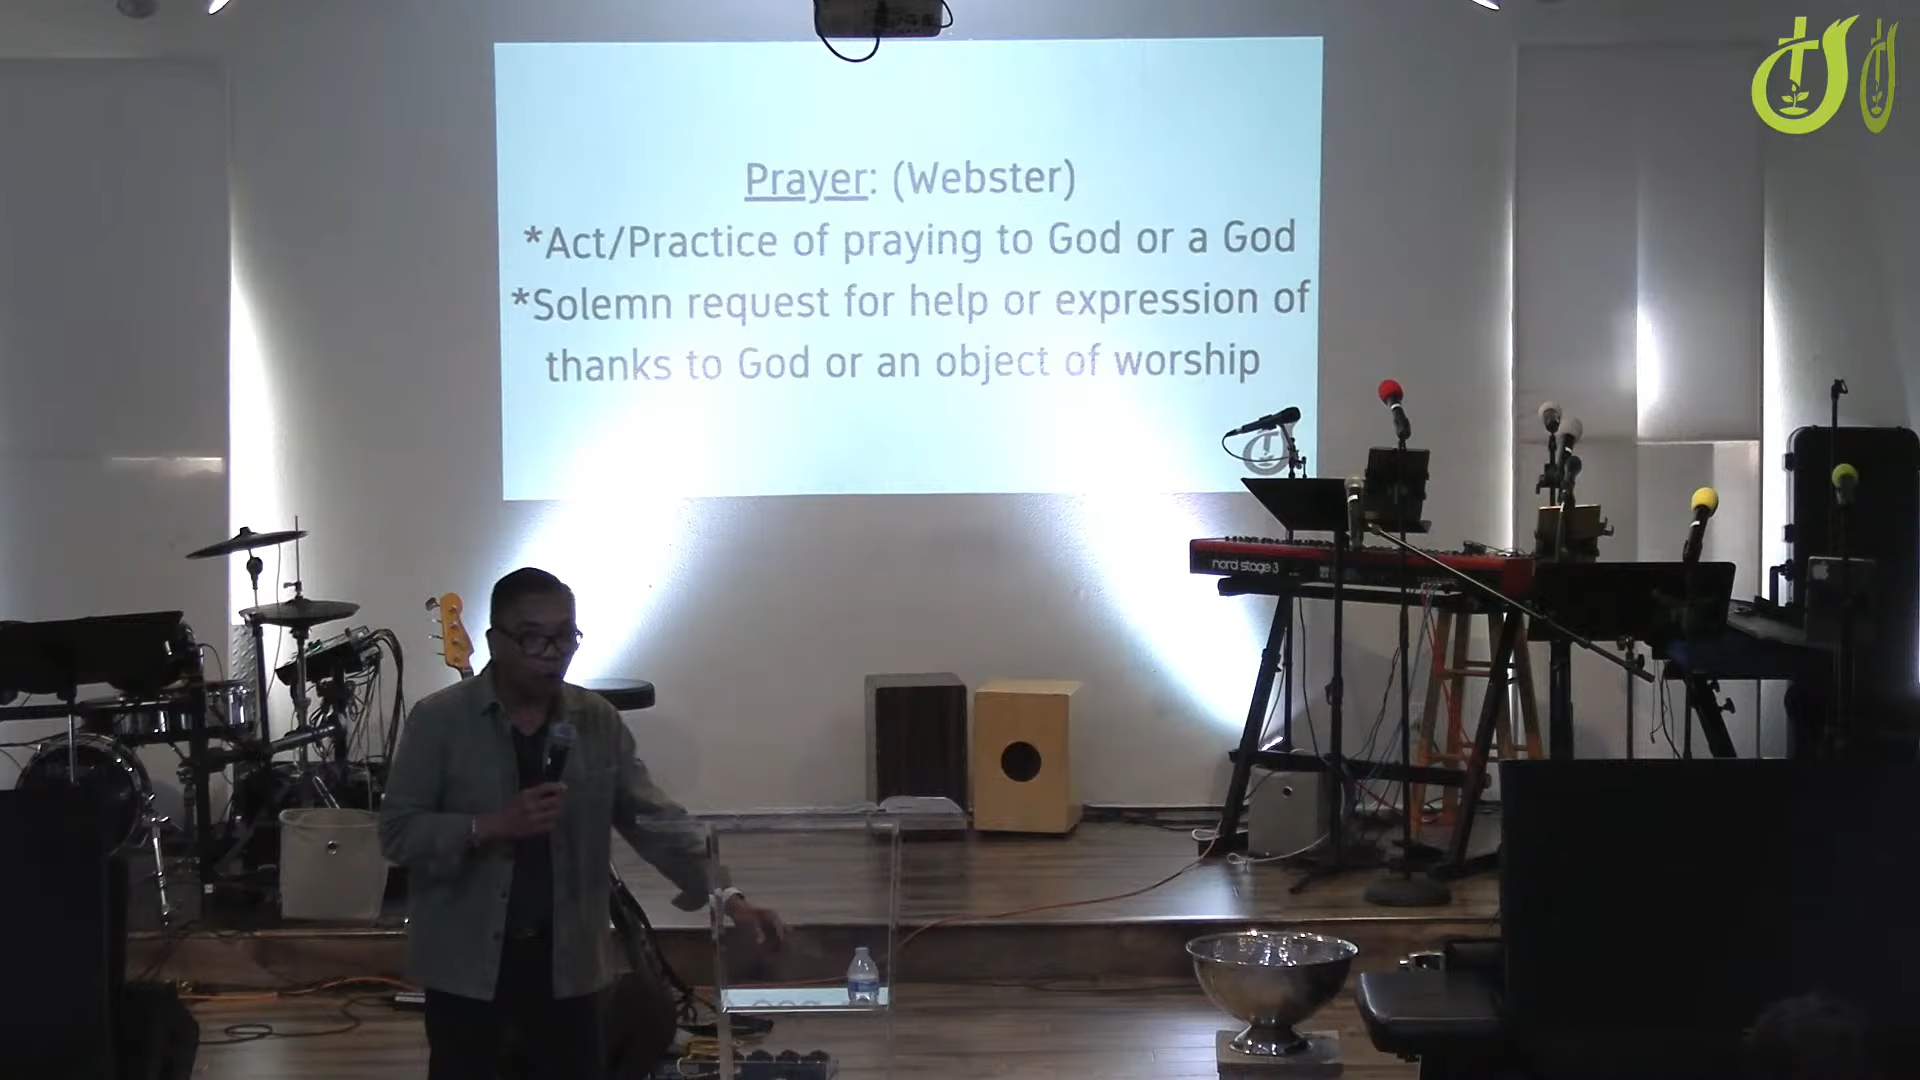 Prayer: (Webster)
*Act/Practice of praying to God or a God
*Solemn request for help or expression of
thanks to God or an object of worship
nord stage 3